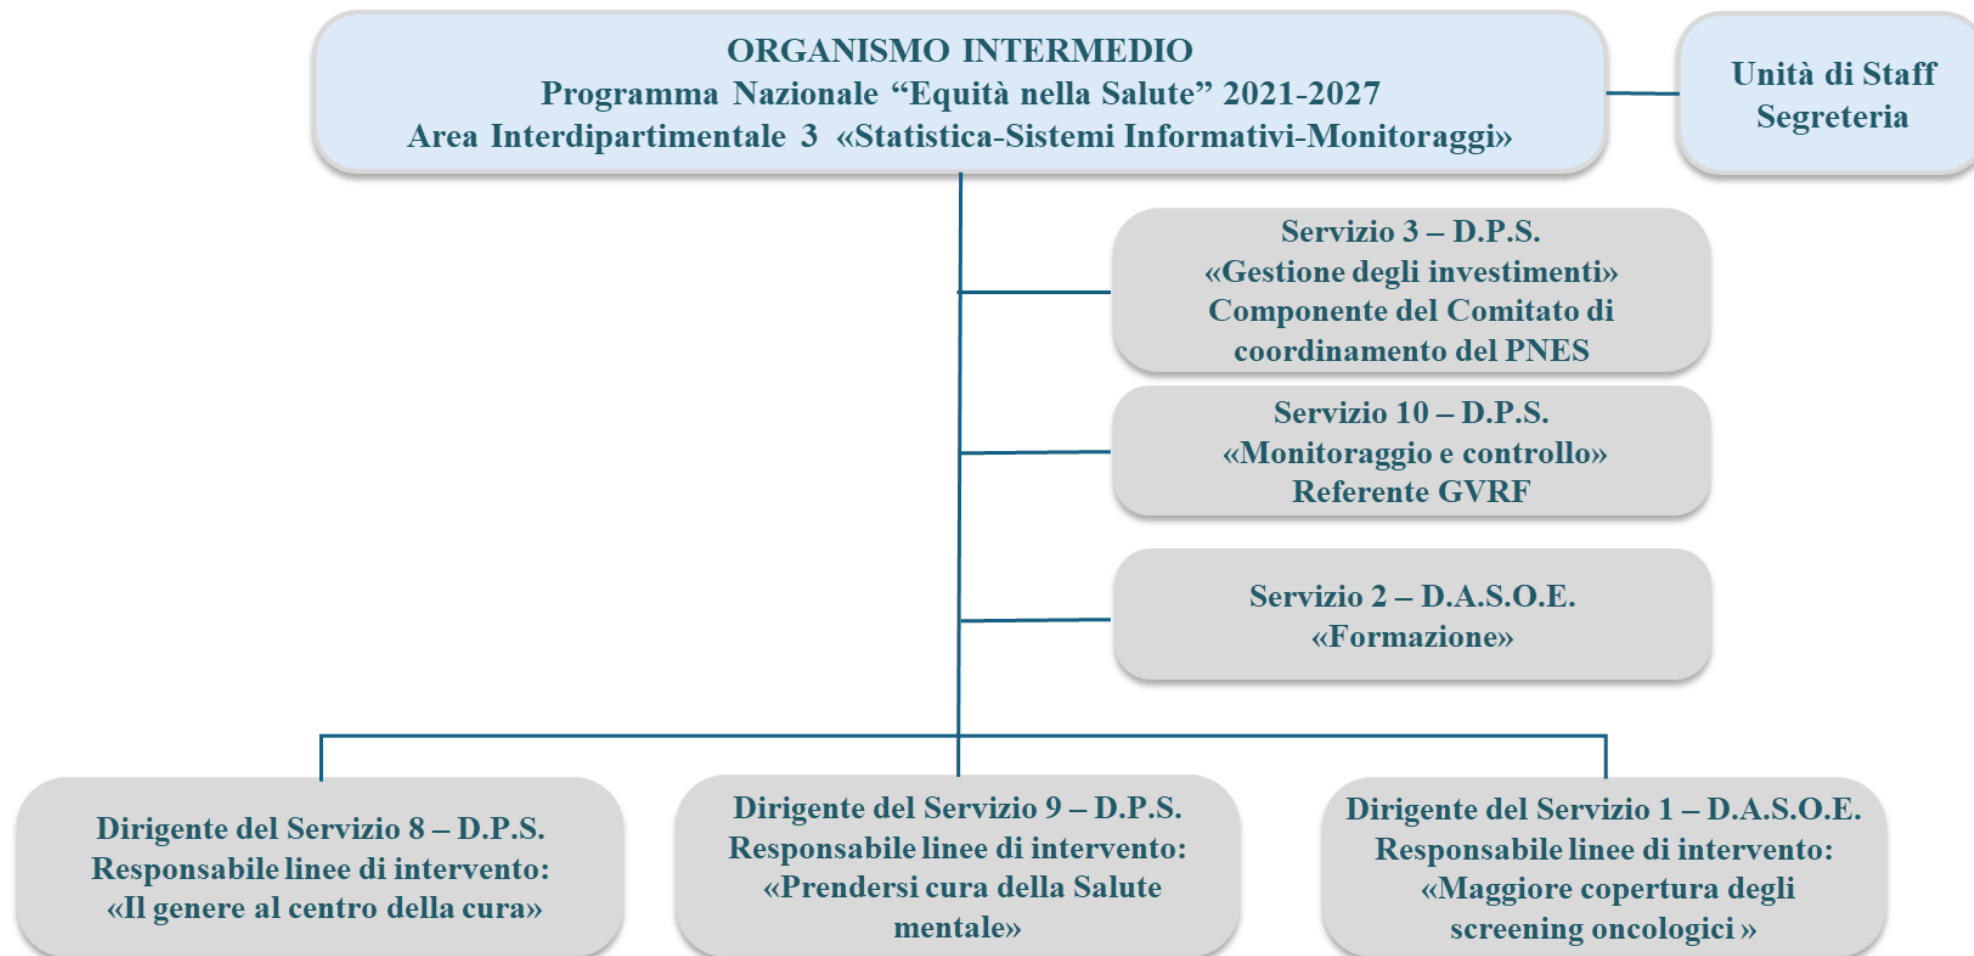 ORGANISMO INTERMEDIO
Programma Nazionale “Equità nella Salute” 2021-2027
Area Interdipartimentale 3 «Statistica-Sistemi Informativi-Monitoraggi»
Unità di Staff
Segreteria
Servizio 3 – D.P.S.
«Gestione degli investimenti»
Componente del Comitato di
coordinamento del PNES
Servizio 10 – D.P.S.
«Monitoraggio e controllo»
Referente GVRF
Servizio 2 – D.A.S.O.E.
«Formazione»
Dirigente del Servizio 8 – D.P.S.
Responsabile linee di intervento:
«Il genere al centro della cura»
Dirigente del Servizio 9 – D.P.S.
Responsabile linee di intervento:
«Prendersi cura della Salute
mentale»
Dirigente del Servizio 1 – D.A.S.O.E.
Responsabile linee di intervento:
«Maggiore copertura degli
screening oncologici »